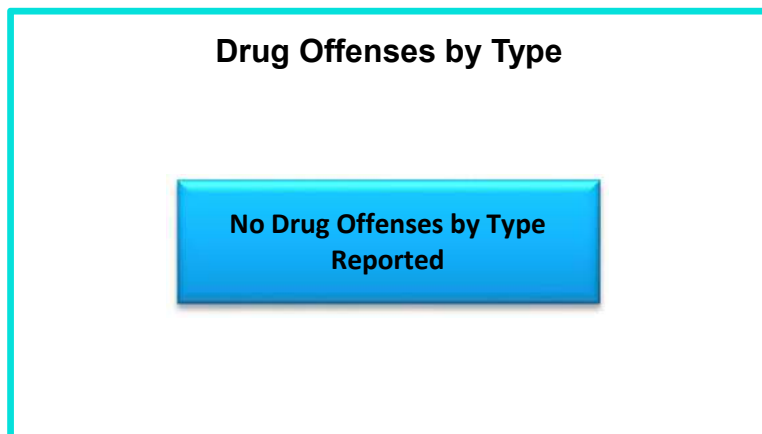 Drug Offenses by Type
No Drug Offenses by Type
Reported